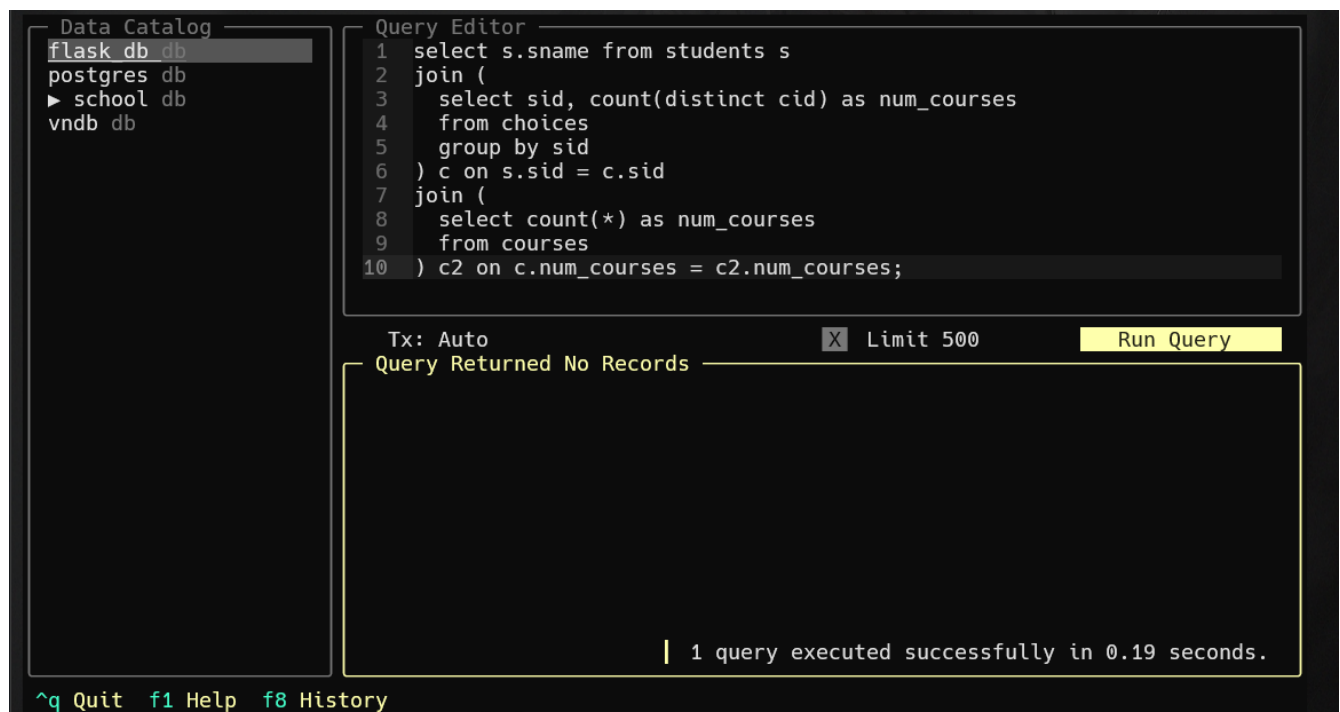 Data Catalog
flask_db db
postgres db
▶ school db
vndb db
Query Editor
1 select s.sname from students s
2 join (
3   select sid, count(distinct cid) as num_courses
4   from choices
5   group by sid
6 ) c on s.sid = c.sid
7 join (
8   select count(*) as num_courses
9   from courses
10 ) c2 on c.num_courses = c2.num_courses;
Tx: Auto X Limit 500 Run Query
Query Returned No Records
1 query executed successfully in 0.19 seconds.
^q Quit f1 Help f8 History